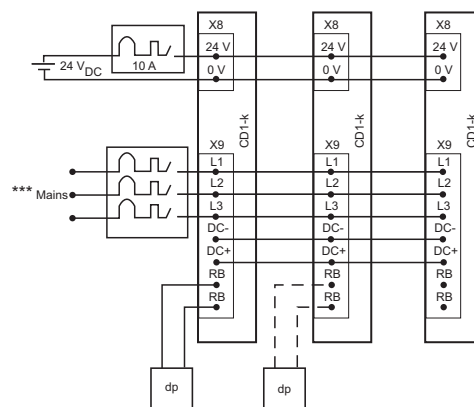 X8 X8 X8
24 V 24 V 24 V
24 VDC 10 A 0 V 0 V 0 V
CD1-k CD1-k CD1-k
X9 X9 X9
L1 L1 L1
*** Mains L2 L2 L2
L3 L3 L3
DC- DC- DC-
DC+ DC+ DC+
RB RB RB
RB RB RB
dp dp